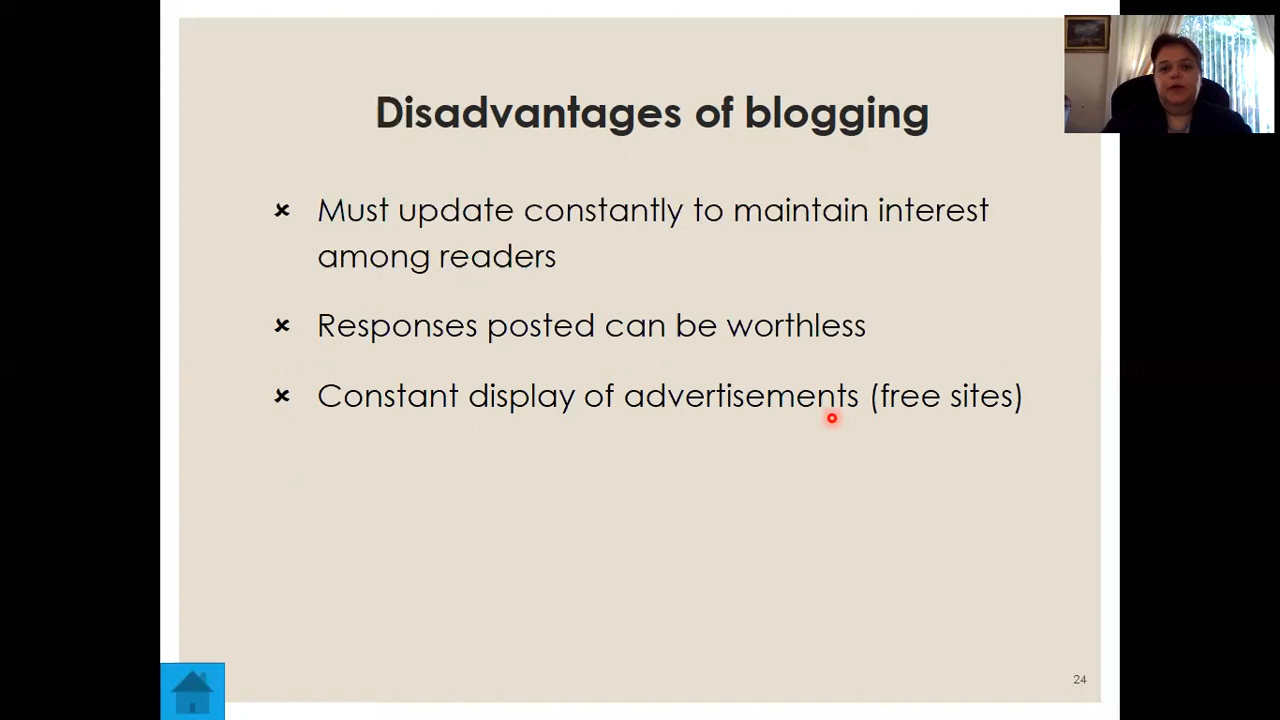 Disadvantages of blogging
× Must update constantly to maintain interest
among readers
× Responses posted can be worthless
× Constant display of advertisements (free sites)
24